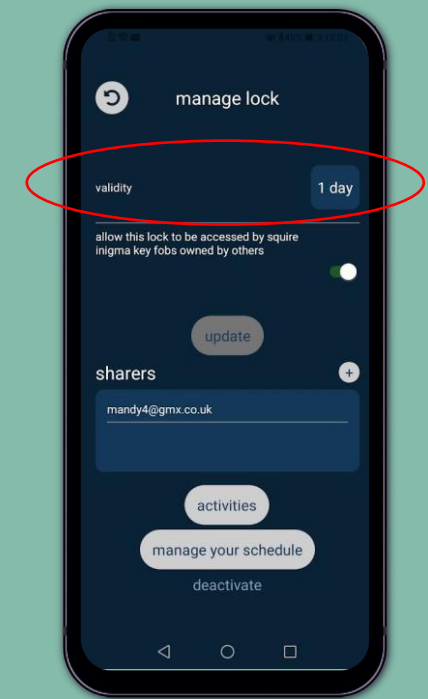 manage lock
validity
1 day
allow this lock to be accessed by squire
inigma key fobs owned by others
update
sharers
+
mandy4@gmx.co.uk
activities
manage your schedule
deactivate